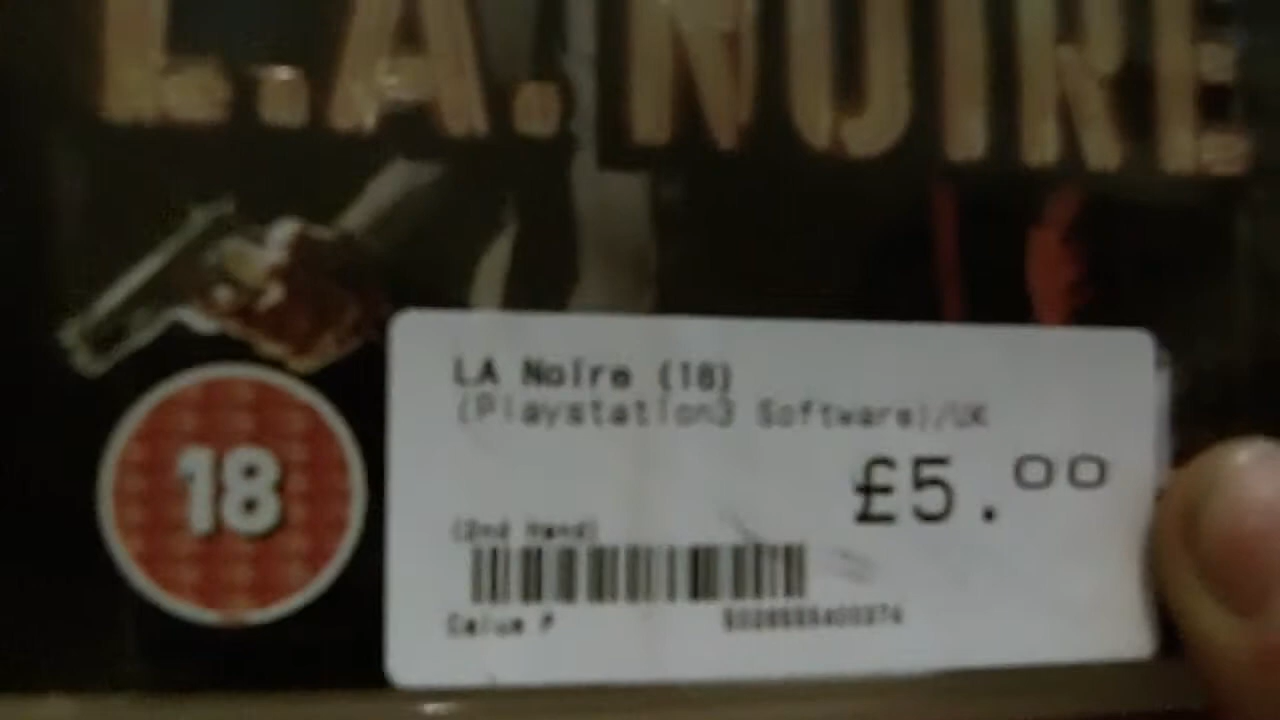 L.A. NOIRE
LA Noire (18)
(Playstation3 Software)/UK
£5.00
18
(2nd Hand)